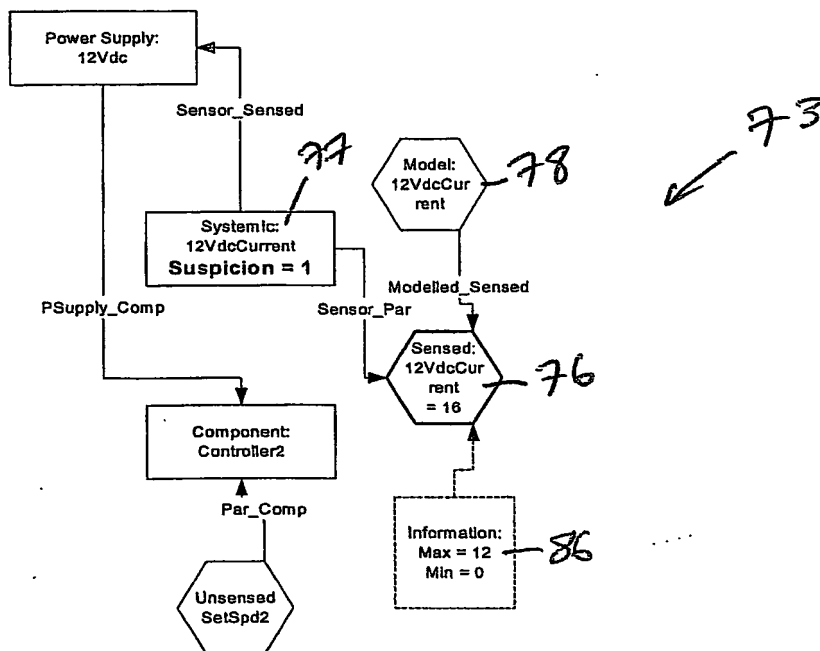 Power Supply:
12Vdc
Sensor_Sensed
77
Model:
12VdcCur
rent
78
73
Systemic:
12VdcCurrent
Suspicion = 1
PSupply_Comp
Sensor_Par
Modelled_Sensed
Sensed:
12VdcCur
rent
= 16
76
Component:
Controller2
Par_Comp
Information:
Max = 12
Min = 0
86
Unsensed
SetSpd2